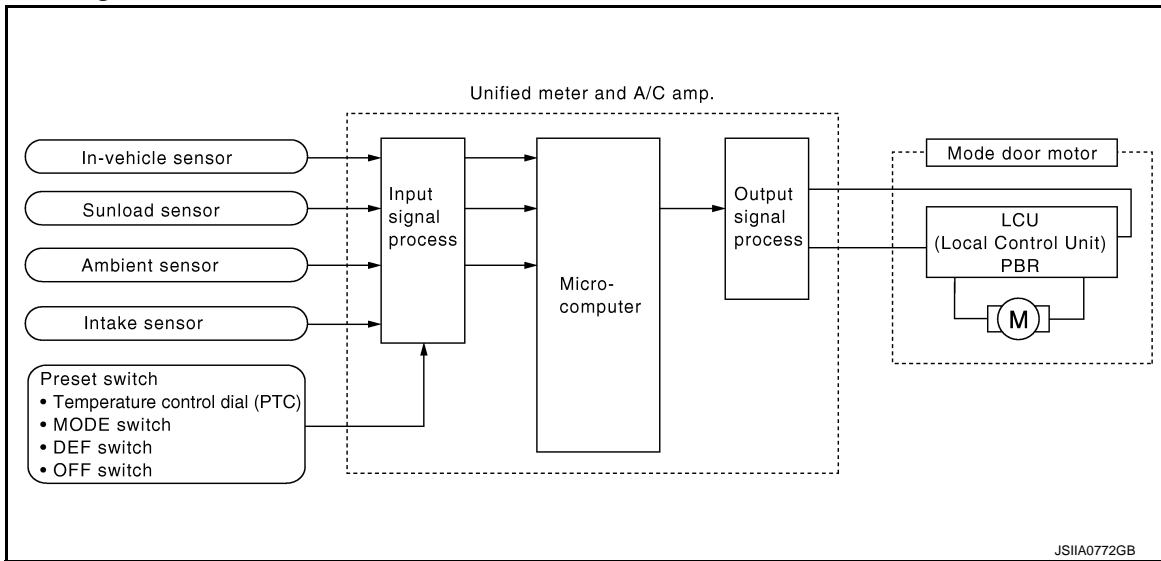 Unified meter and A/C amp.
In-vehicle sensor
Sunload sensor
Ambient sensor
Intake sensor
Preset switch
• Temperature control dial (PTC)
• MODE switch
• DEF switch
• OFF switch
Input
signal
process
Micro-
computer
Output
signal
process
Mode door motor
LCU
(Local Control Unit)
PBR
M
JSIIA0772GB